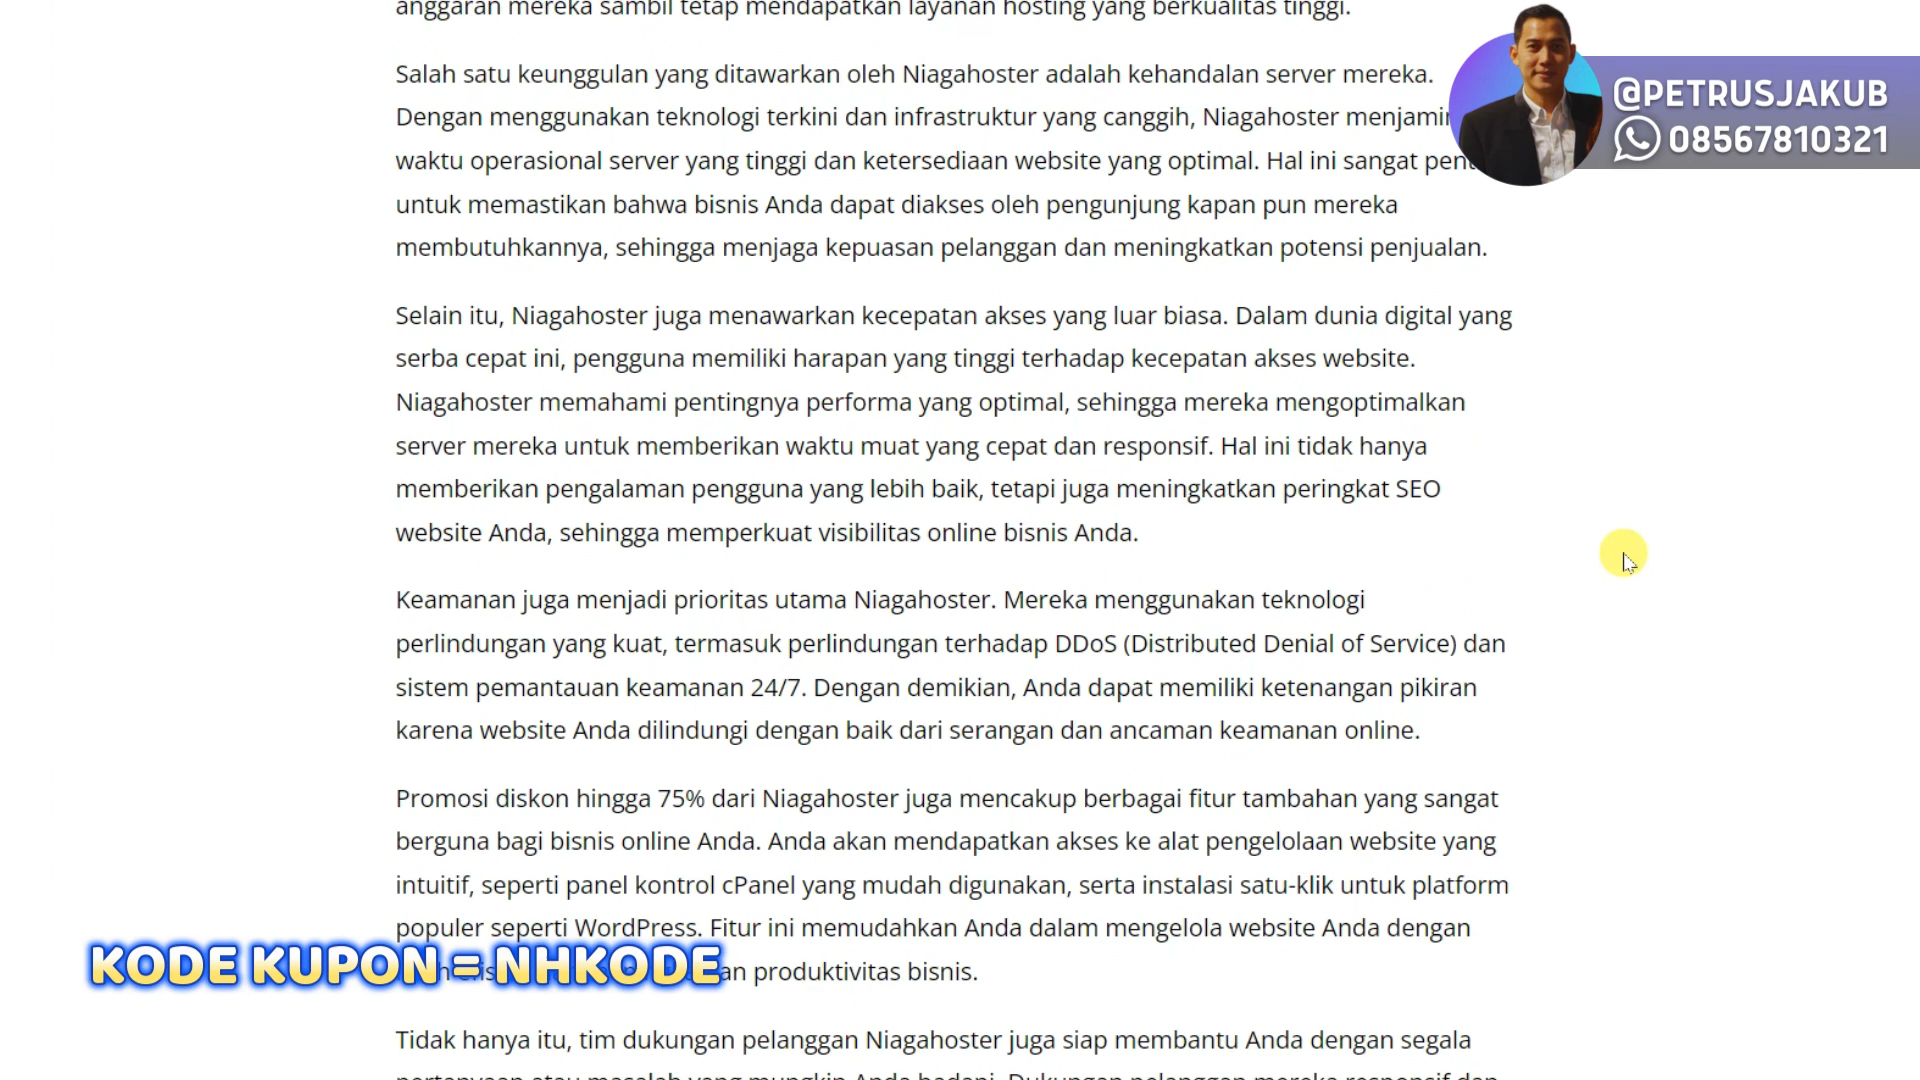 anggaran mereka sambil tetap mendapatkan layanan hosting yang berkualitas tinggi.
Salah satu keunggulan yang ditawarkan oleh Niagahoster adalah kehandalan server mereka.
Dengan menggunakan teknologi terkini dan infrastruktur yang canggih, Niagahoster menjamin
waktu operasional server yang tinggi dan ketersediaan website yang optimal. Hal ini sangat
untuk memastikan bahwa bisnis Anda dapat diakses oleh pengunjung kapan pun mereka
membutuhkannya, sehingga menjaga kepuasan pelanggan dan meningkatkan potensi penjualan.
@PETRUSJAKUB
08567810321
Selain itu, Niagahoster juga menawarkan kecepatan akses yang luar biasa. Dalam dunia digital yang
serba cepat ini, pengguna memiliki harapan yang tinggi terhadap kecepatan akses website.
Niagahoster memahami pentingnya performa yang optimal, sehingga mereka mengoptimalkan
server mereka untuk memberikan waktu muat yang cepat dan responsif. Hal ini tidak hanya
memberikan pengalaman pengguna yang lebih baik, tetapi juga meningkatkan peringkat SEO
website Anda, sehingga memperkuat visibilitas online bisnis Anda.
Keamanan juga menjadi prioritas utama Niagahoster. Mereka menggunakan teknologi
perlindungan yang kuat, termasuk perlindungan terhadap DDoS (Distributed Denial of Service) dan
sistem pemantauan keamanan 24/7. Dengan demikian, Anda dapat memiliki ketenangan pikiran
karena website Anda dilindungi dengan baik dari serangan dan ancaman keamanan online.
Promosi diskon hingga 75% dari Niagahoster juga mencakup berbagai fitur tambahan yang sangat
berguna bagi bisnis online Anda. Anda akan mendapatkan akses ke alat pengelolaan website yang
intuitif, seperti panel kontrol cPanel yang mudah digunakan, serta instalasi satu-klik untuk platform
populer seperti WordPress. Fitur ini memudahkan Anda dalam mengelola website Anda dengan
produktivitas bisnis.
KODE KUPON = NHKODE
Tidak hanya itu, tim dukungan pelanggan Niagahoster juga siap membantu Anda dengan segala